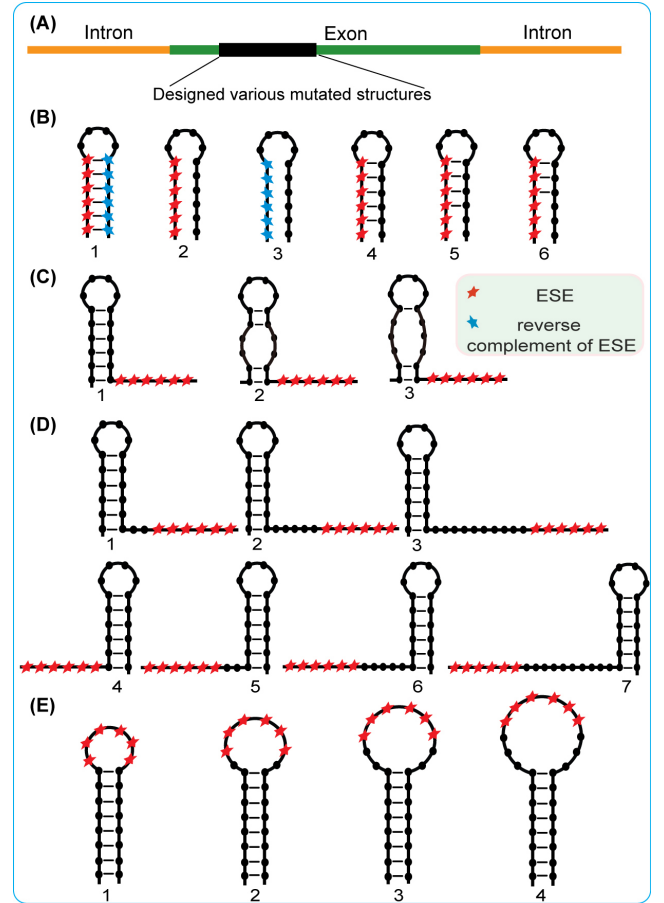 (A)
Intron
Exon
Intron
Designed various mutated structures
(B)
1
2
3
4
5
6
(C)
ESE
reverse
complement of ESE
1
2
3
(D)
1
2
3
4
5
6
7
(E)
1
2
3
4